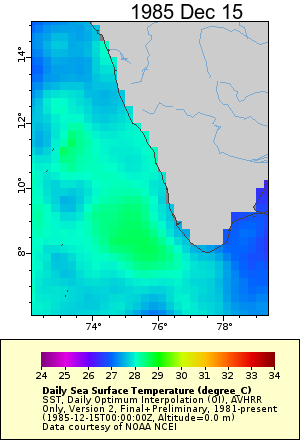 1985 Dec 15
14°
12°
10°
8°
74° 76° 78°
24 25 26 27 28 29 30 31 32 33 34
Daily Sea Surface Temperature (degree_C)
SST, Daily Optimum Interpolation (OI), AVHRR
Only, Version 2, Final+Preliminary, 1981-present
(1985-12-15T00:00:00Z, Altitude=0.0 m)
Data courtesy of NOAA NCEI